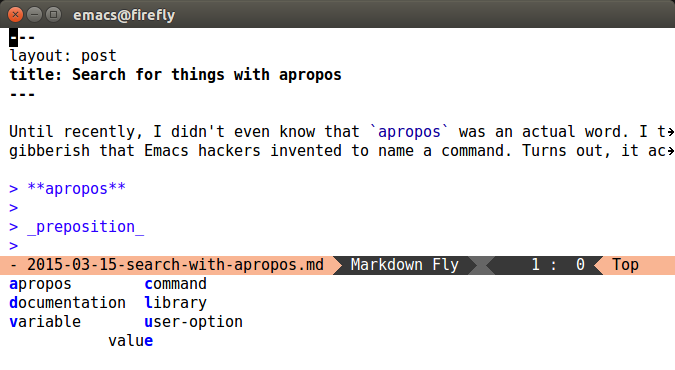 emacs@firefly
---
layout: post
title: Search for things with apropos
---
Until recently, I didn't even know that `apropos` was an actual word. I t
gibberish that Emacs hackers invented to name a command. Turns out, it ac
> **apropos**
>
> _preposition_
>
- 2015-03-15-search-with-apropos.md Markdown Fly 1 : 0 Top
apropos command
documentation library
variable user-option
value